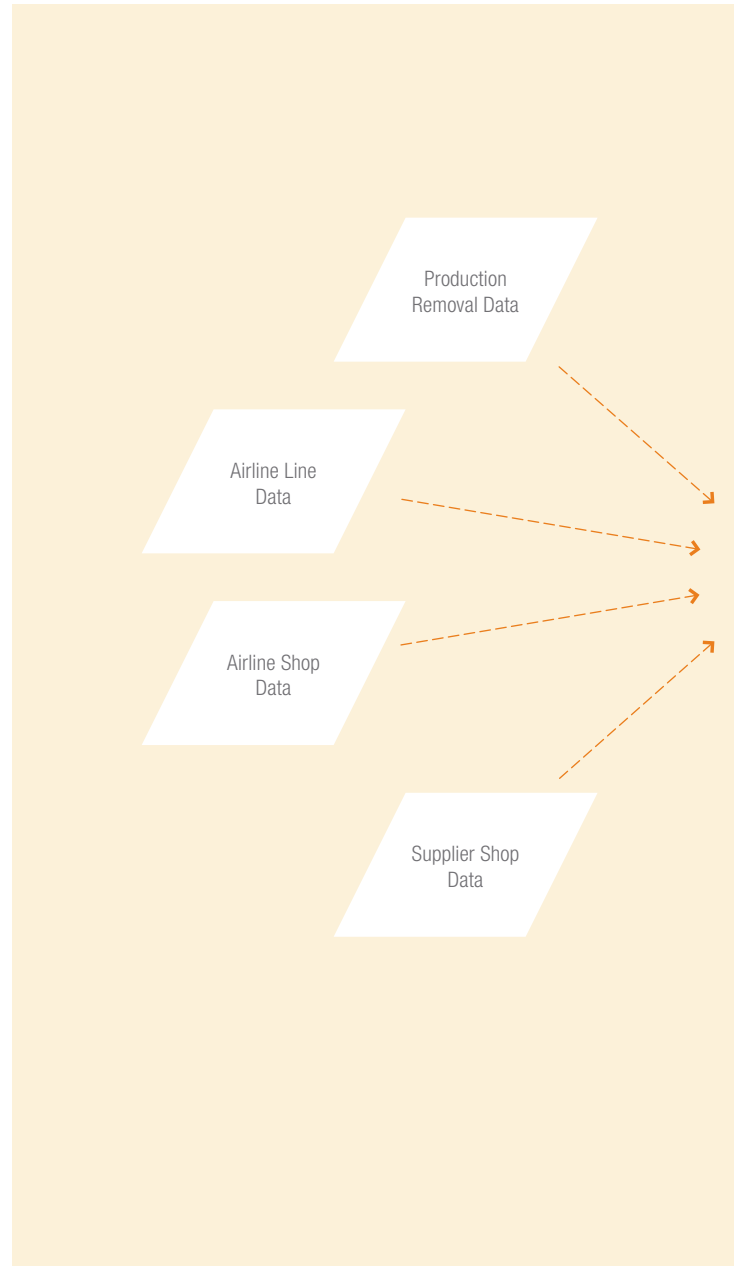 Production
Removal Data
Airline Line
Data
Airline Shop
Data
Supplier Shop
Data